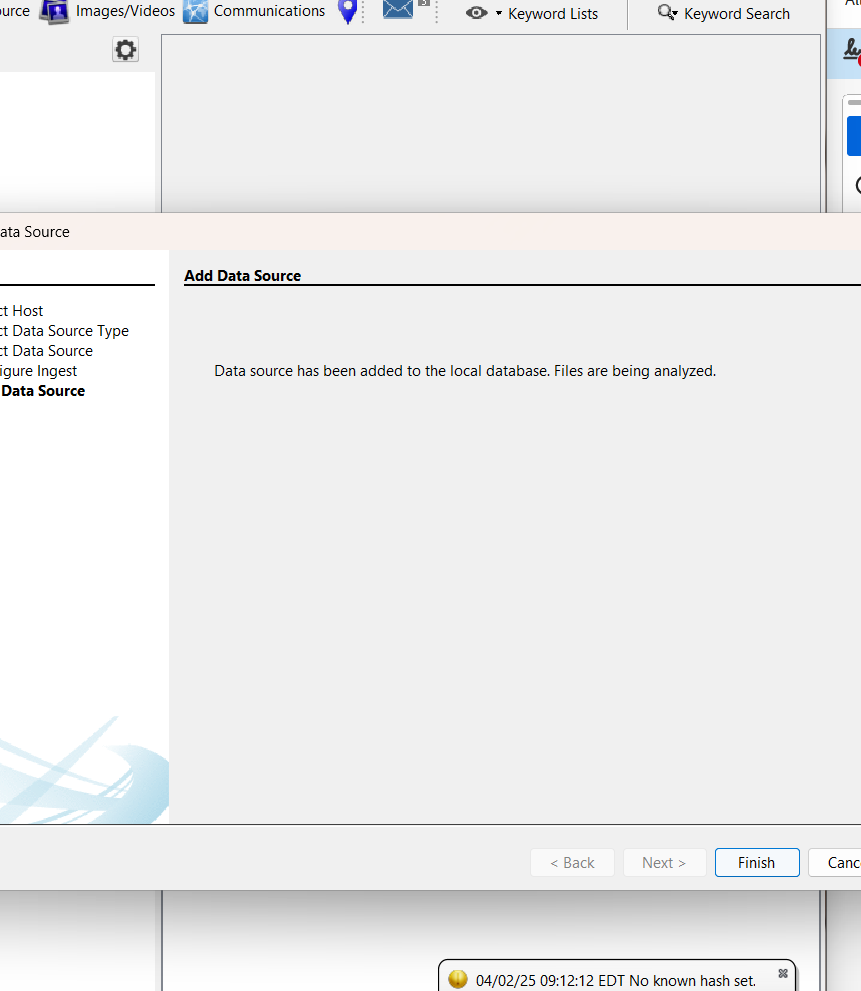 ource Images/Videos Communications Keyword Lists Keyword Search
ata Source
Add Data Source
ct Host
ct Data Source Type
ct Data Source
igure Ingest
Data Source
Data source has been added to the local database. Files are being analyzed.
< Back Next > Finish Canc
04/02/25 09:12:12 EDT No known hash set.